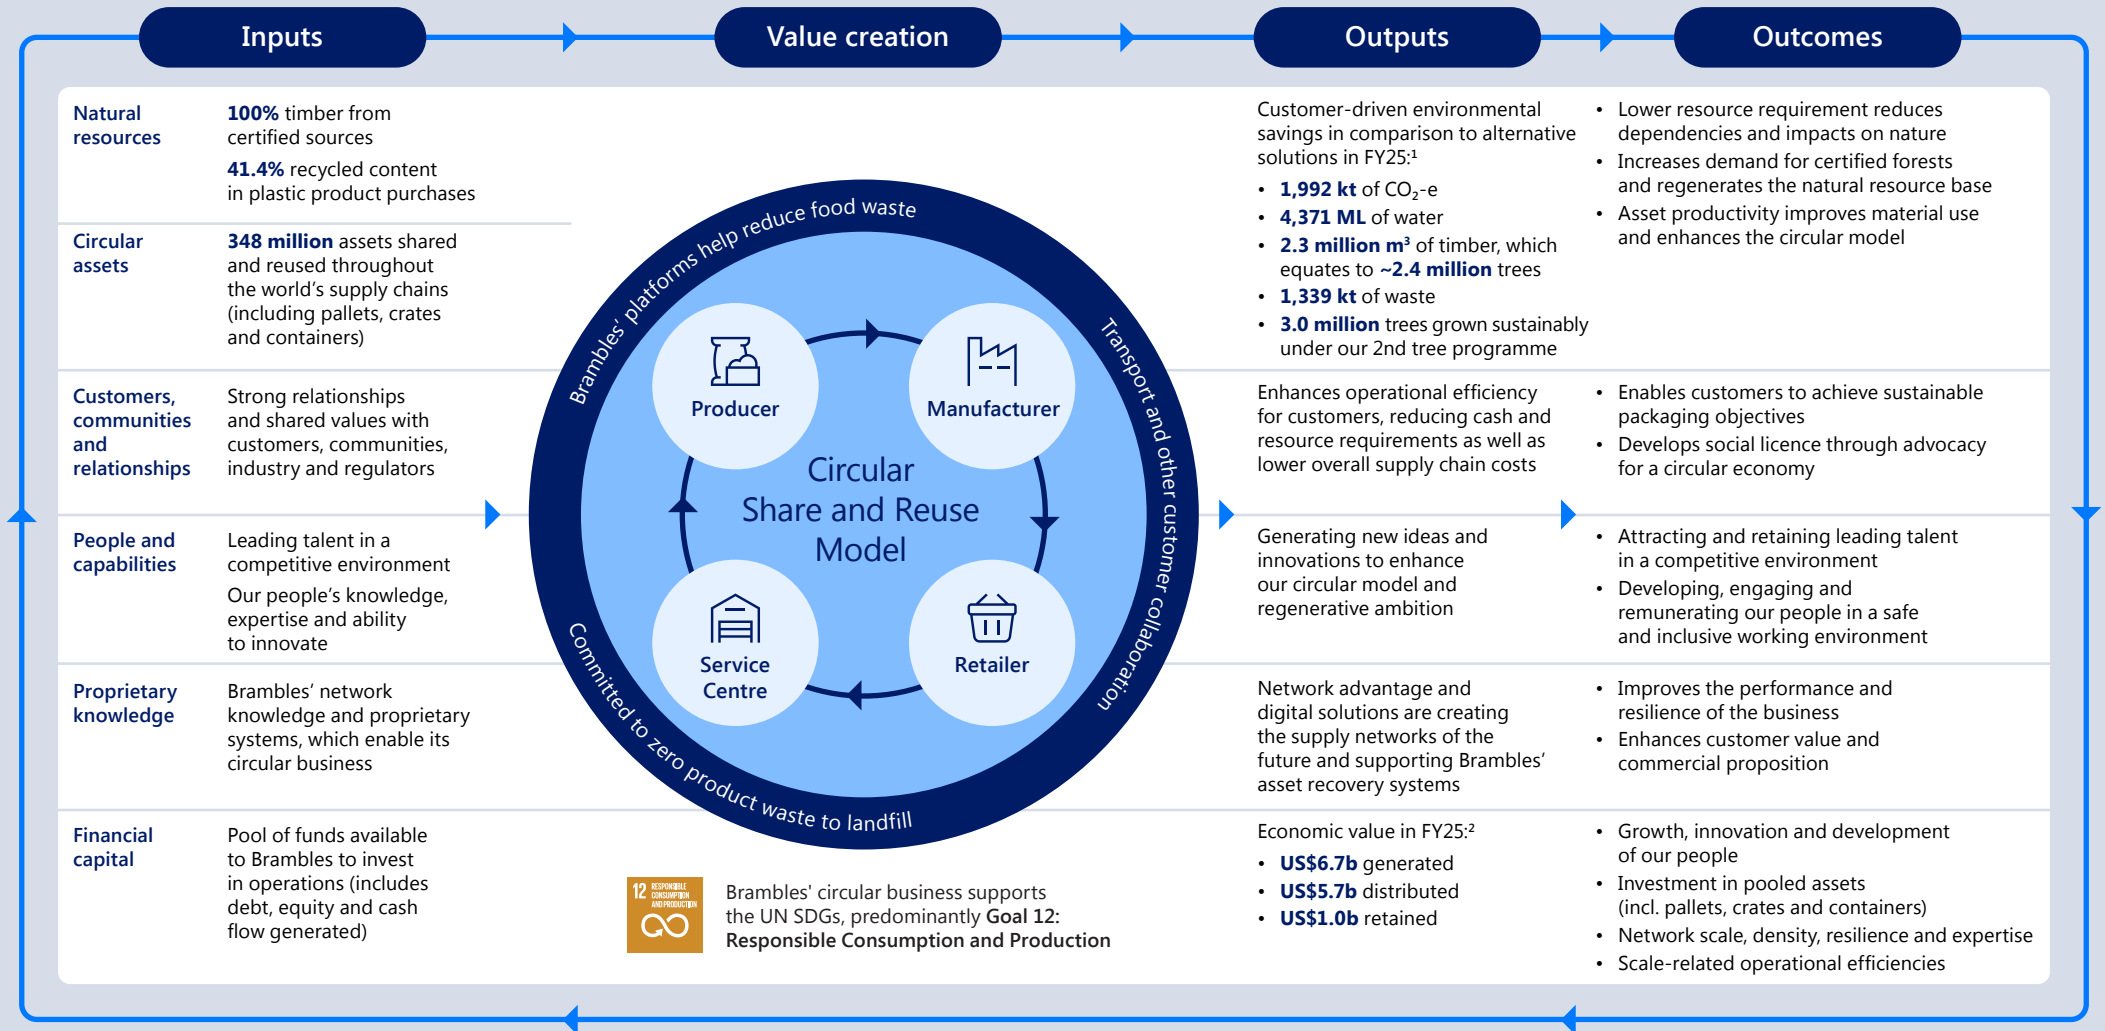 Inputs
Value creation
Outputs
Outcomes
Natural
resources
100% timber from
certified sources
41.4% recycled content
in plastic product purchases
Circular
assets
348 million assets shared
and reused throughout
the world's supply chains
(including pallets, crates
and containers)
Customers,
communities
and
relationships
Strong relationships
and shared values with
customers, communities,
industry and regulators
People and
capabilities
Leading talent in a
competitive environment
Our people's knowledge,
expertise and ability
to innovate
Proprietary
knowledge
Brambles' network
knowledge and proprietary
systems, which enable its
circular business
Financial
capital
Pool of funds available
to Brambles to invest
in operations (includes
debt, equity and cash
flow generated)
Brambles' platforms help reduce food waste
Transport and other customer collaboration
Committed to zero product waste to landfill
Producer
Manufacturer
Circular
Share and Reuse
Model
Service
Centre
Retailer
12 RESPONSIBLE
CONSUMPTION
AND PRODUCTION
Brambles' circular business supports
the UN SDGs, predominantly Goal 12:
Responsible Consumption and Production
Customer-driven environmental
savings in comparison to alternative
solutions in FY25:¹
• 1,992 kt of CO₂-e
• 4,371 ML of water
• 2.3 million m³ of timber, which
equates to ~2.4 million trees
• 1,339 kt of waste
• 3.0 million trees grown sustainably
under our 2nd tree programme
• Lower resource requirement reduces
dependencies and impacts on nature
• Increases demand for certified forests
and regenerates the natural resource base
• Asset productivity improves material use
and enhances the circular model
Enhances operational efficiency
for customers, reducing cash and
resource requirements as well as
lower overall supply chain costs
• Enables customers to achieve sustainable
packaging objectives
• Develops social licence through advocacy
for a circular economy
Generating new ideas and
innovations to enhance
our circular model and
regenerative ambition
• Attracting and retaining leading talent
in a competitive environment
• Developing, engaging and
remunerating our people in a safe
and inclusive working environment
Network advantage and
digital solutions are creating
the supply networks of the
future and supporting Brambles'
asset recovery systems
• Improves the performance and
resilience of the business
• Enhances customer value and
commercial proposition
Economic value in FY25:²
• US$6.7b generated
• US$5.7b distributed
• US$1.0b retained
• Growth, innovation and development
of our people
• Investment in pooled assets
(incl. pallets, crates and containers)
• Network scale, density, resilience and expertise
• Scale-related operational efficiencies